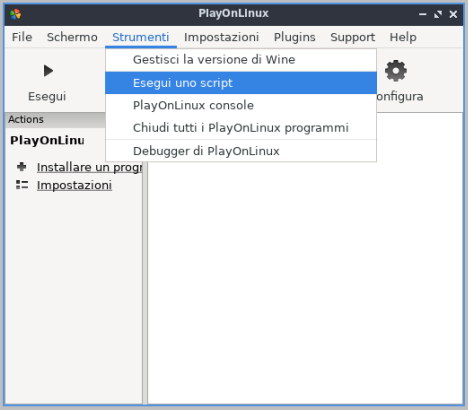 PlayOnLInux
File Schermo Strumenti Impostazioni Plugins Support Help
Gestisci la versione di Wine
Esegui uno script
PlayOnLinux console
Chiudi tutti i PlayOnLinux programmi
Debugger di PlayOnLinux
Esegui
onfigura
Actions
PlayOnLinu
Installare un progr
Impostazioni